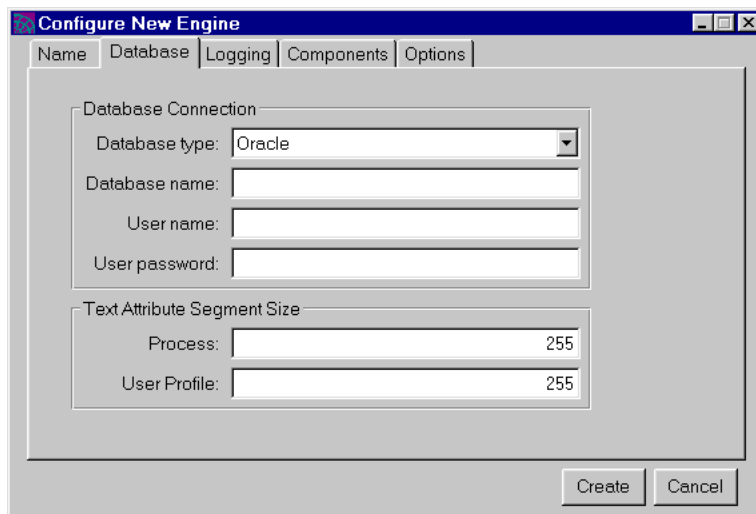 Configure New Engine
Name Database Logging Components Options
Database Connection
Database type: Oracle
Database name:
User name:
User password:
Text Attribute Segment Size
Process: 255
User Profile: 255
Create Cancel